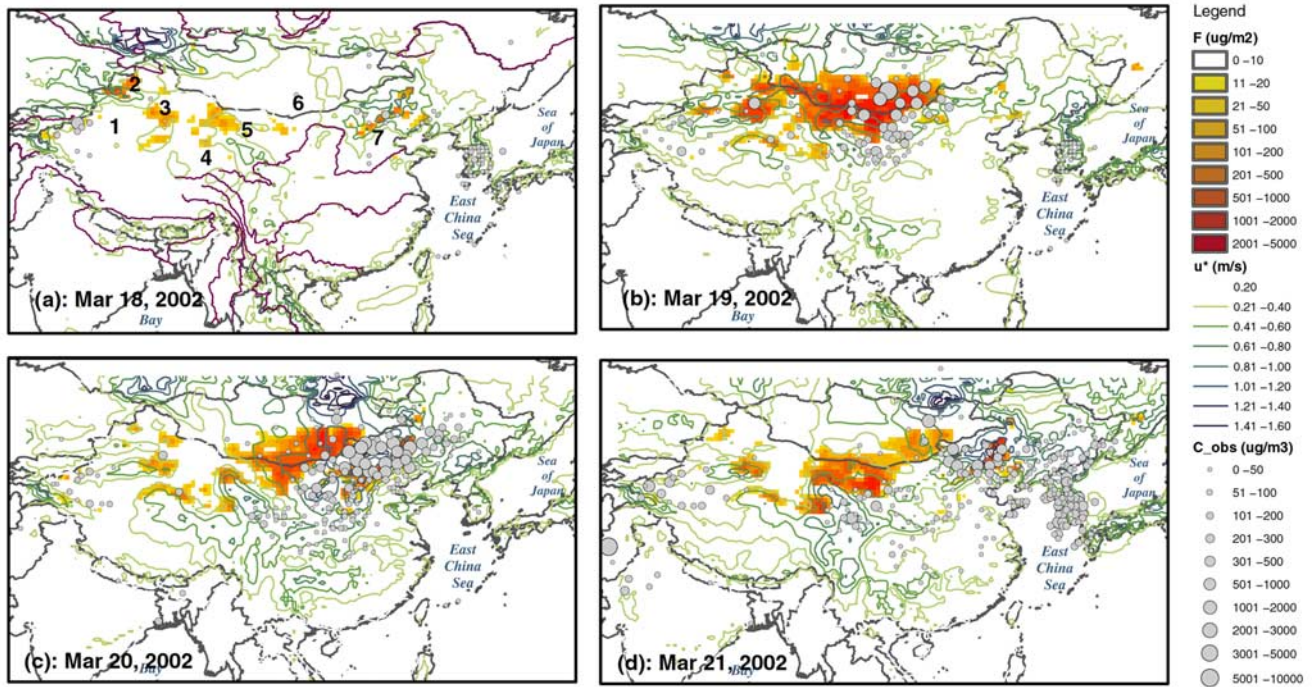 2
3
6
1
5
7
4
Sea
of
Japan
East
China
Sea
(a): Mar 18, 2002
Bay
Sea
of
Japan
East
China
Sea
(b): Mar 19, 2002
Bay
Sea
of
Japan
East
China
Sea
(c): Mar 20, 2002
Bay
Sea
of
Japan
East
China
Sea
(d): Mar 21, 2002
Bay
Legend
F (ug/m2)
0 -10
11 -20
21 -50
51 -100
101 -200
201 -500
501 -1000
1001 -2000
2001 -5000
u* (m/s)
0.20
0.21 -0.40
0.41 -0.60
0.61 -0.80
0.81 -1.00
1.01 -1.20
1.21 -1.40
1.41 -1.60
C_obs (ug/m3)
0 -50
51 -100
101 -200
201 -300
301 -500
501 -1000
1001 -2000
2001 -3000
3001 -5000
5001 -10000